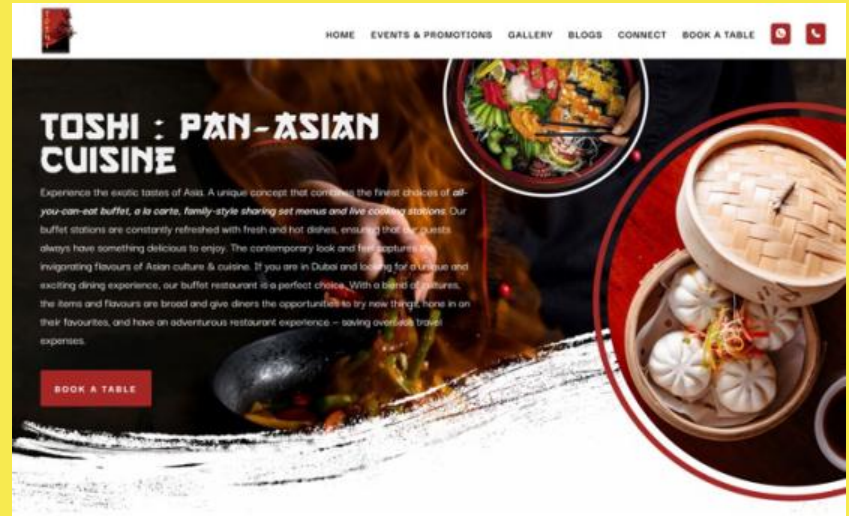 HOME EVENTS & PROMOTIONS GALLERY BLOGS CONNECT BOOK A TABLE
TOSHI : PAN-ASIAN
CUISINE
Experience the exotic tastes of Asia. A unique concept that combines the finest choices of all-
you-can-eat buffet, a la carte, family-style sharing set menus and live cooking stations. Our
buffet stations are constantly refreshed with fresh and hot dishes, ensuring that our guests
always have something delicious to enjoy. The contemporary look and feel captures the
invigorating flavours of Asian culture & cuisine. If you are in Dubai and looking for a unique and
exciting dining experience, our buffet restaurant is a perfect choice. With a blend of cultures,
the items and flavours are broad and give diners the opportunities to try new things, hone in on
their favourites, and have an adventurous restaurant experience – saving overseas travel
expenses.
BOOK A TABLE